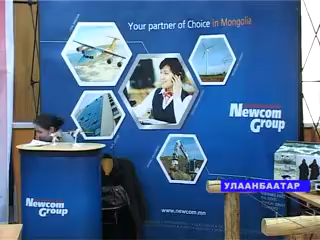 Your partner of Choice in Mongolia
Newcom
Group
Newcom
Group
www.newcom.mn
УЛААНБААТАР